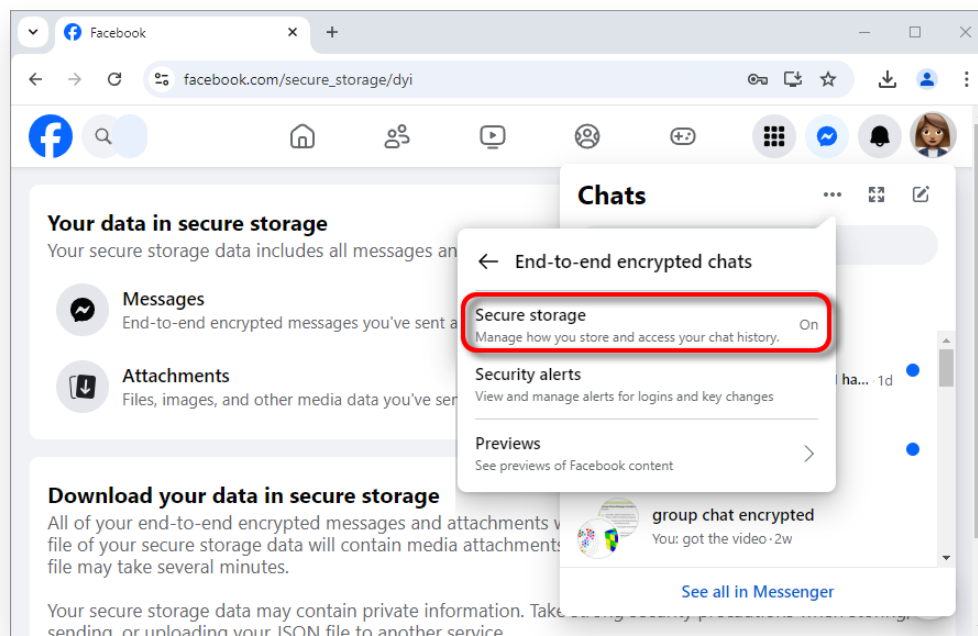 Facebook
facebook.com/secure_storage/dyi
Chats
Your data in secure storage
Your secure storage data includes all messages an
Messages
End-to-end encrypted messages you've sent a
Attachments
Files, images, and other media data you've ser
End-to-end encrypted chats
Secure storage
Manage how you store and access your chat history.
On
Security alerts
View and manage alerts for logins and key changes
Previews
See previews of Facebook content
ha... · 1d
group chat encrypted
You: got the video · 2w
See all in Messenger
Download your data in secure storage
All of your end-to-end encrypted messages and attachments
file of your secure storage data will contain media attachments
file may take several minutes.
Your secure storage data may contain private information. Take strong security precautions when storing,
sending, or uploading your JSON file to another service.